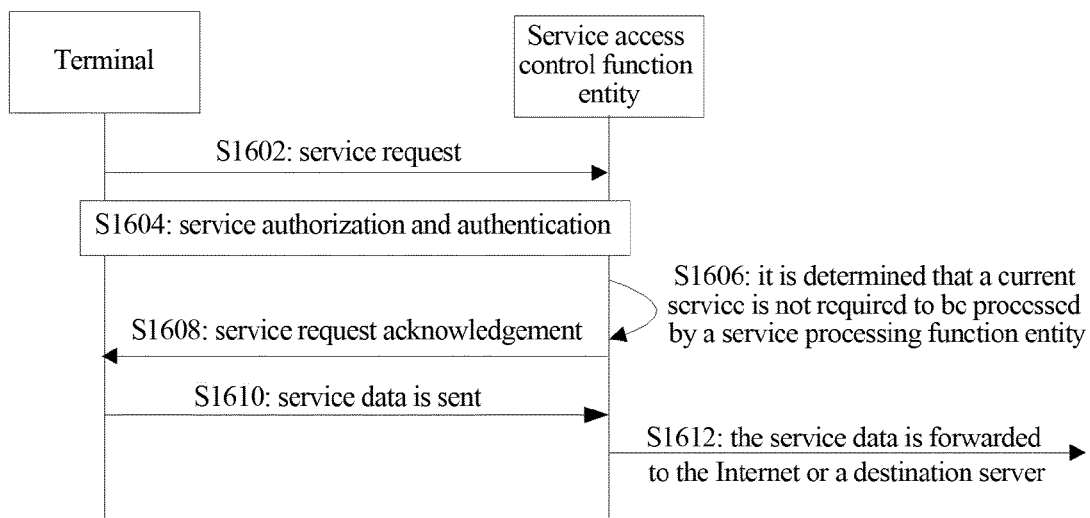 Terminal
Service access
control function
entity
S1602: service request
S1604: service authorization and authentication
S1606: it is determined that a current
service is not required to be processed
by a service processing function entity
S1608: service request acknowledgement
S1610: service data is sent
S1612: the service data is forwarded
to the Internet or a destination server